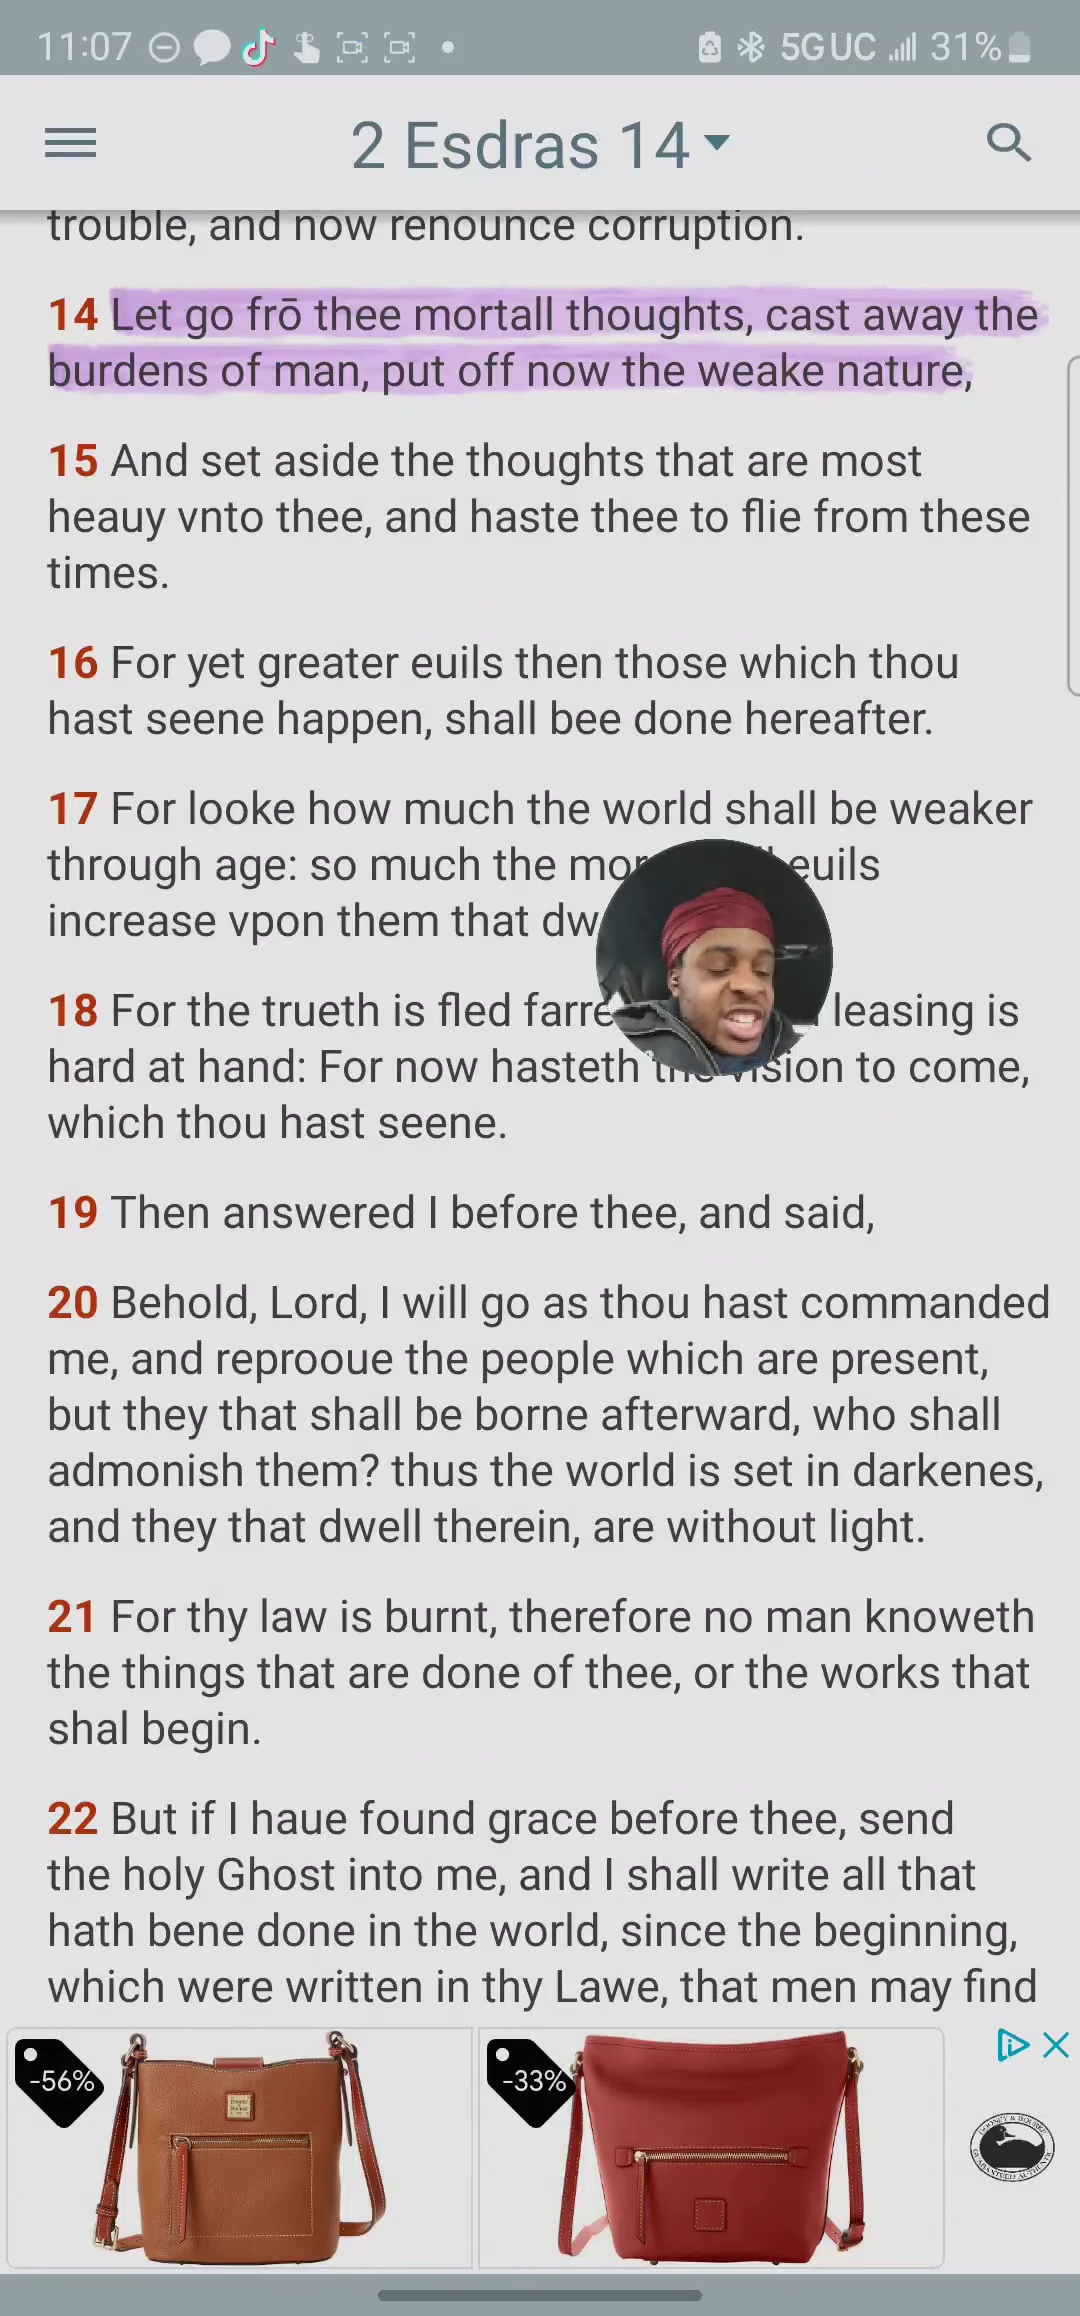 11:07 5G UC 31%
2 Esdras 14
trouble, and now renounce corruption.
14 Let go frō thee mortall thoughts, cast away the
burdens of man, put off now the weake nature,
15 And set aside the thoughts that are most
heauy vnto thee, and haste thee to flie from these
times.
16 For yet greater euils then those which thou
hast seene happen, shall bee done hereafter.
17 For looke how much the world shall be weaker
through age: so much the euils
increase vpon them that
18 For the trueth is fled leasing is
hard at hand: For now hasteth to come,
which thou hast seene.
19 Then answered I before thee, and said,
20 Behold, Lord, I will go as thou hast commanded
me, and reprooue the people which are present,
but they that shall be borne afterward, who shall
admonish them? thus the world is set in darkenes,
and they that dwell therein, are without light.
21 For thy law is burnt, therefore no man knoweth
the things that are done of thee, or the works that
shal begin.
22 But if I haue found grace before thee, send
the holy Ghost into me, and I shall write all that
hath bene done in the world, since the beginning,
which were written in thy Lawe, that men may find
-56% -33%
DOONEY & BOURKE